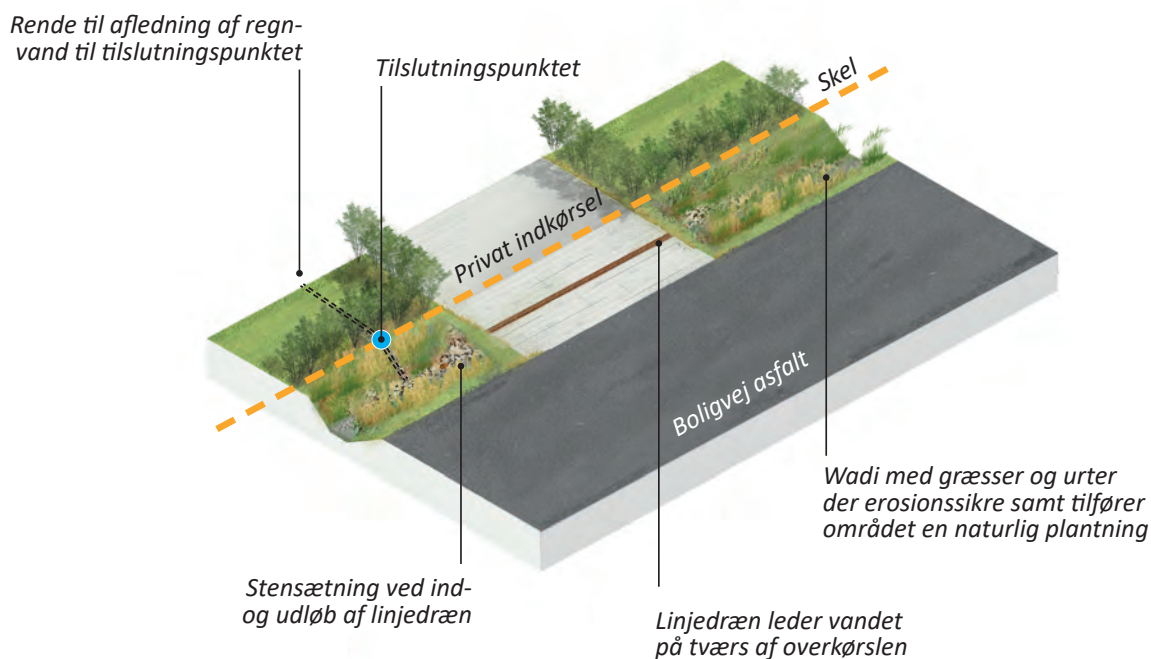 Rende til afledning af regn-
vand til tilslutningspunktet
Tilslutningspunktet
Skel
Privat indkørsel
Boligvej asfalt
Wadi med græsser og urter
der erosionssikre samt tilfører
området en naturlig plantning
Stensætning ved ind-
og udløb af linjedræn
Linjedræn leder vandet
på tværs af overkørslen